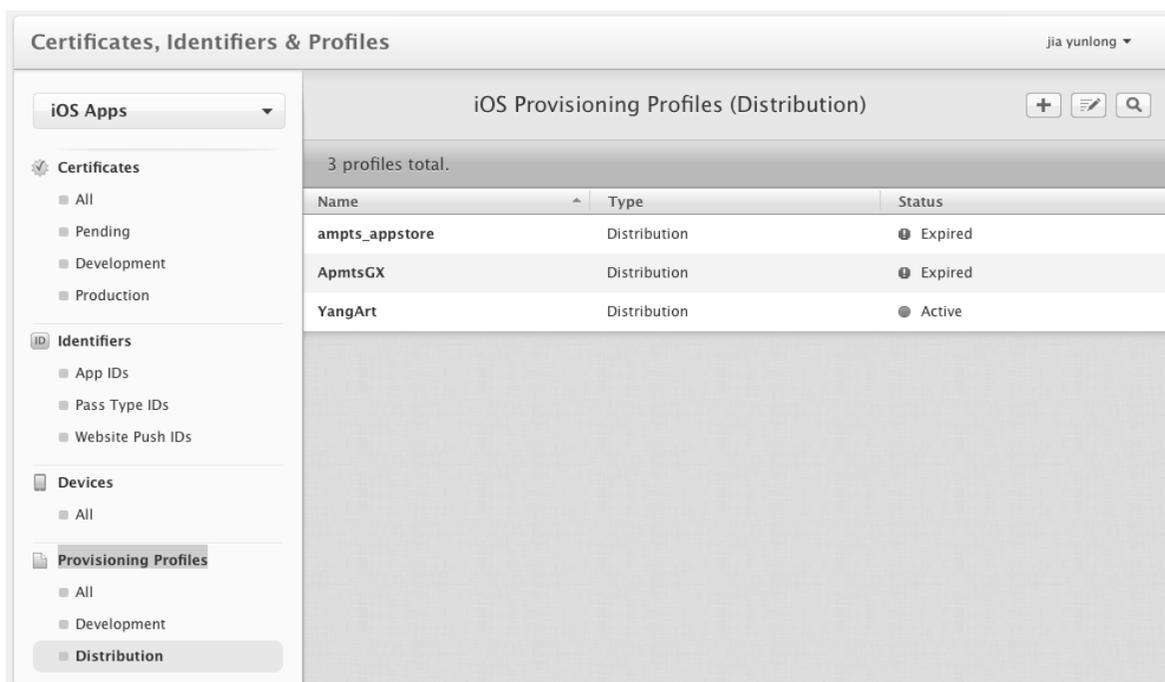 Certificates, Identifiers & Profiles
jia yunlong
iOS Apps
Certificates
All
Pending
Development
Production
ID Identifiers
App IDs
Pass Type IDs
Website Push IDs
Devices
All
Provisioning Profiles
All
Development
Distribution
iOS Provisioning Profiles (Distribution)
3 profiles total.
Name Type Status
ampts_appstore Distribution Expired
ApmtsGX Distribution Expired
YangArt Distribution Active